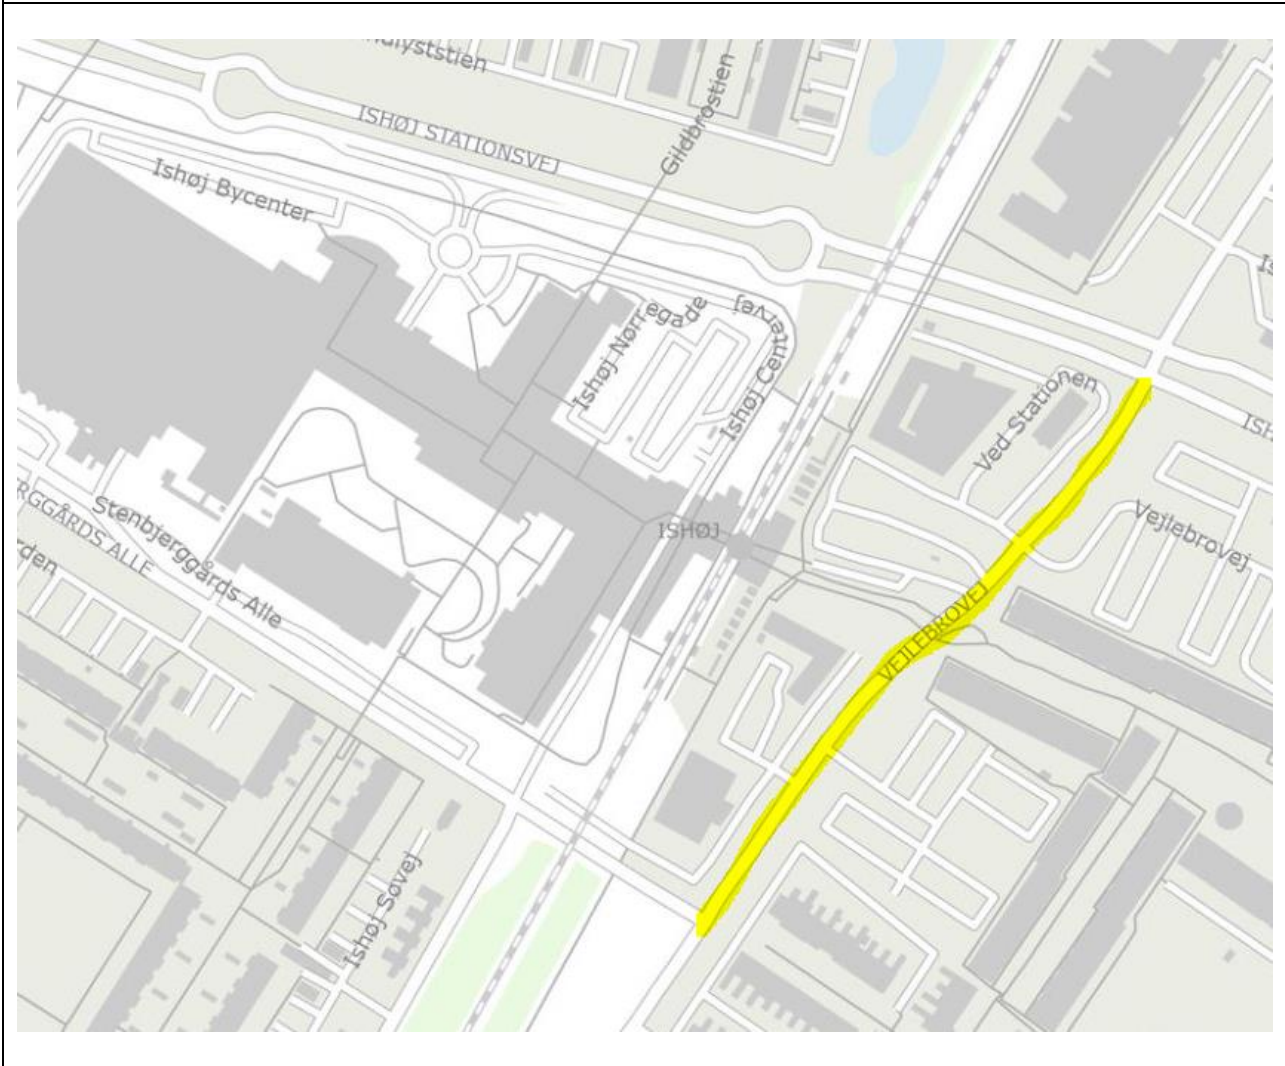 Gildbrostien
ISHØJ STATIONSVEJ
Ishøj Bycenter
Ishøj Nørregade
Ishøj Centervej
Ved Stationen
Vejlebrovej
ISHØJ
Stenbjerggårds Alle
VEJLEBROVEJ
Ishøj Søvej